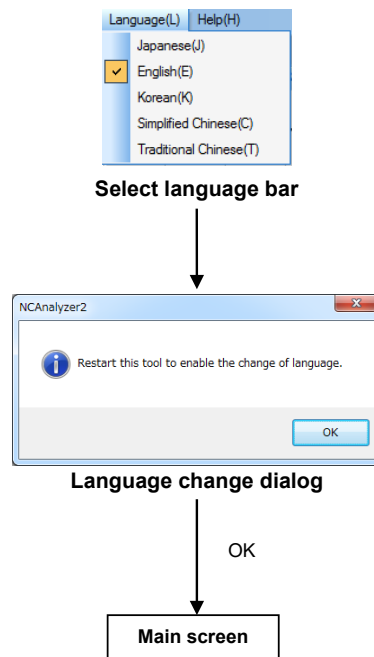 Language(L) Help(H)
Japanese(J)
English(E)
Korean(K)
Simplified Chinese(C)
Traditional Chinese(T)
Select language bar
NCAnalyzer2
Restart this tool to enable the change of language.
OK
Language change dialog
OK
Main screen